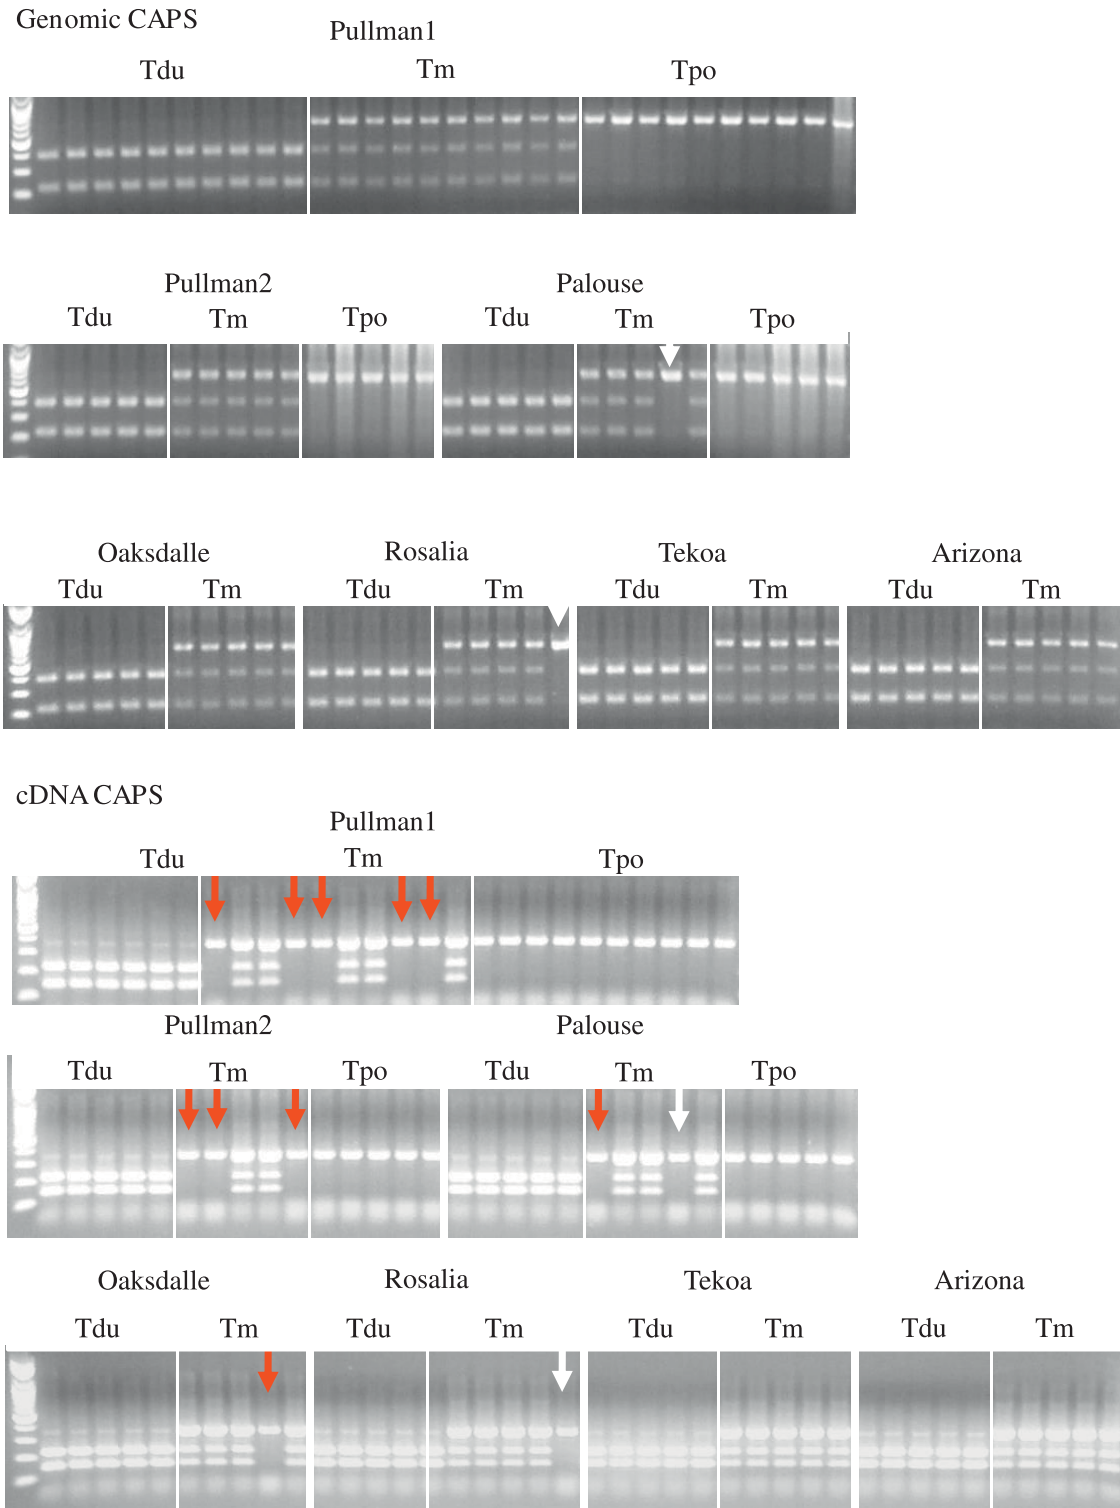 Genomic CAPS
Pullman1
Tdu Tm Tpo
Pullman2 Palouse
Tdu Tm Tpo Tdu Tm Tpo
Oaksdalle Rosalia Tekoa Arizona
Tdu Tm Tdu Tm Tdu Tm Tdu Tm
cDNA CAPS
Pullman1
Tdu Tm Tpo
Pullman2 Palouse
Tdu Tm Tpo Tdu Tm Tpo
Oaksdalle Rosalia Tekoa Arizona
Tdu Tm Tdu Tm Tdu Tm Tdu Tm